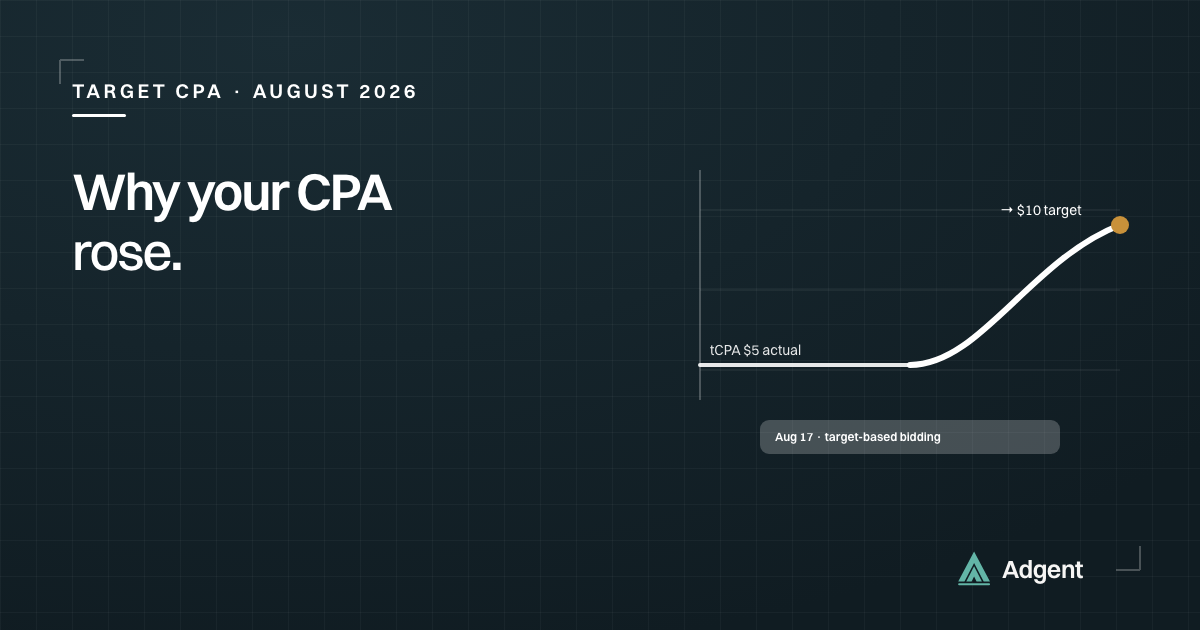 TARGET CPA · AUGUST 2026
Why your CPA
rose.
→ $10 target
tCPA $5 actual
Aug 17 · target-based bidding
Adgent